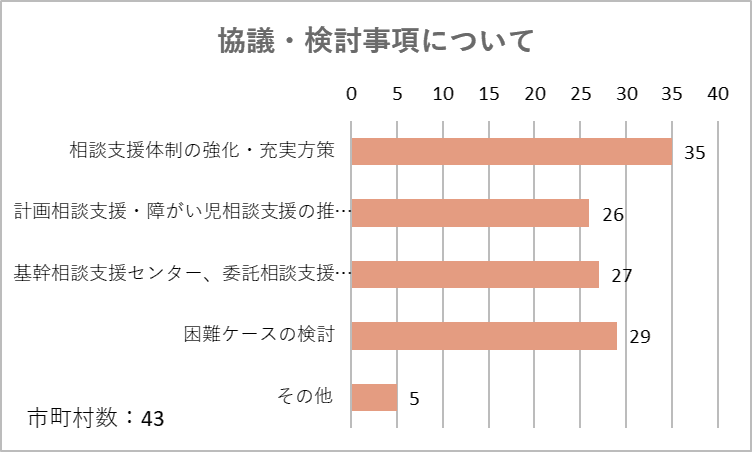 協議・検討事項について
0 5 10 15 20 25 30 35 40
相談支援体制の強化・充実方策 35
計画相談支援・障がい児相談支援の推… 26
基幹相談支援センター、委託相談支援… 27
困難ケースの検討 29
その他 5
市町村数：43